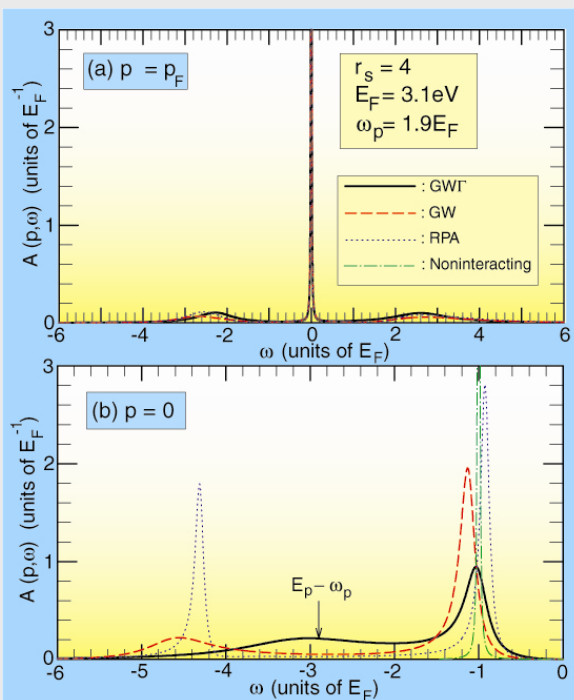 3
2
1
0
A (p,ω) (units of E_F^-1)
(a) p = p_F
r_s = 4
E_F = 3.1eV
ω_p = 1.9E_F
: GWΓ
: GW
: RPA
: Noninteracting
-6 -4 -2 0 2 4 6
ω (units of E_F)
3
2
1
0
A (p,ω) (units of E_F^-1)
(b) p = 0
E_p − ω_p
-6 -5 -4 -3 -2 -1 0
ω (units of E_F)